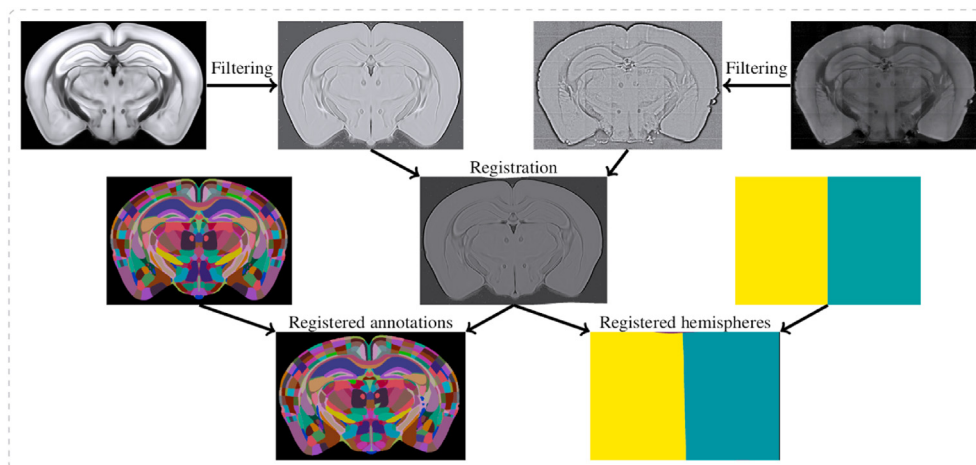 Filtering
Filtering
Registration
Registered annotations
Registered hemispheres